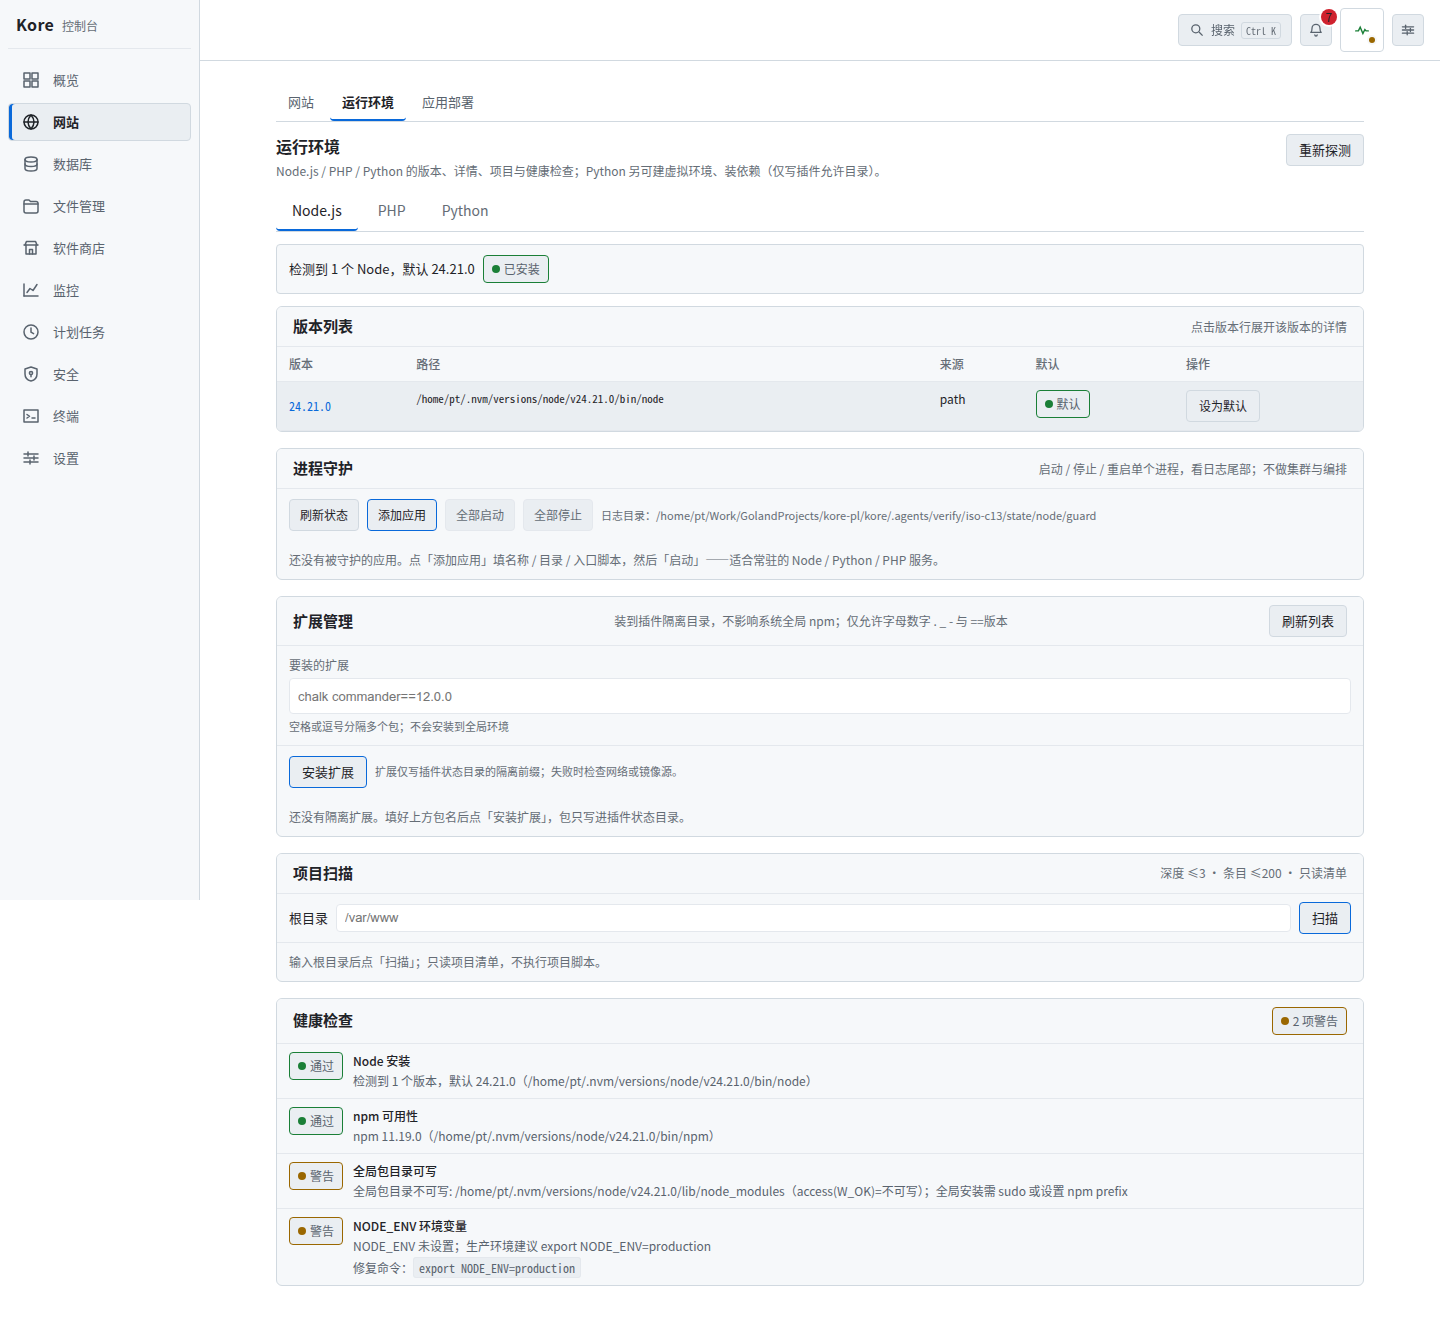 Kore 控制台
搜索 Ctrl K
7
概览
网站
数据库
文件管理
软件商店
监控
计划任务
安全
终端
设置
网站 运行环境 应用部署
运行环境
重新探测
Node.js / PHP / Python 的版本、详情、项目与健康检查；Python 另可建虚拟环境、装依赖（仅写插件允许目录）。
Node.js PHP Python
检测到 1 个 Node，默认 24.21.0 已安装
版本列表 点击版本行展开该版本的详情
版本 路径 来源 默认 操作
24.21.0 /home/pt/.nvm/versions/node/v24.21.0/bin/node path 默认 设为默认
进程守护 启动 / 停止 / 重启单个进程，看日志尾部；不做集群与编排
刷新状态 添加应用 全部启动 全部停止 日志目录：/home/pt/Work/GolandProjects/kore-pl/kore/.agents/verify/iso-c13/state/node/guard
还没有被守护的应用。点「添加应用」填名称 / 目录 / 入口脚本，然后「启动」——适合常驻的 Node / Python / PHP 服务。
扩展管理 装到插件隔离目录，不影响系统全局 npm；仅允许字母数字 . _ - 与 ==版本 刷新列表
要装的扩展
chalk commander==12.0.0
空格或逗号分隔多个包；不会安装到全局环境
安装扩展 扩展仅写插件状态目录的隔离前缀；失败时检查网络或镜像源。
还没有隔离扩展。填好上方包名后点「安装扩展」，包只写进插件状态目录。
项目扫描 深度 ≤3 · 条目 ≤200 · 只读清单
根目录 /var/www 扫描
输入根目录后点「扫描」；只读项目清单，不执行项目脚本。
健康检查 2 项警告
通过 Node 安装
检测到 1 个版本，默认 24.21.0（/home/pt/.nvm/versions/node/v24.21.0/bin/node）
通过 npm 可用性
npm 11.19.0（/home/pt/.nvm/versions/node/v24.21.0/bin/npm）
警告 全局包目录可写
全局包目录不可写: /home/pt/.nvm/versions/node/v24.21.0/lib/node_modules（access(W_OK)=不可写）；全局安装需 sudo 或设置 npm prefix
警告 NODE_ENV 环境变量
NODE_ENV 未设置；生产环境建议 export NODE_ENV=production
修复命令： export NODE_ENV=production